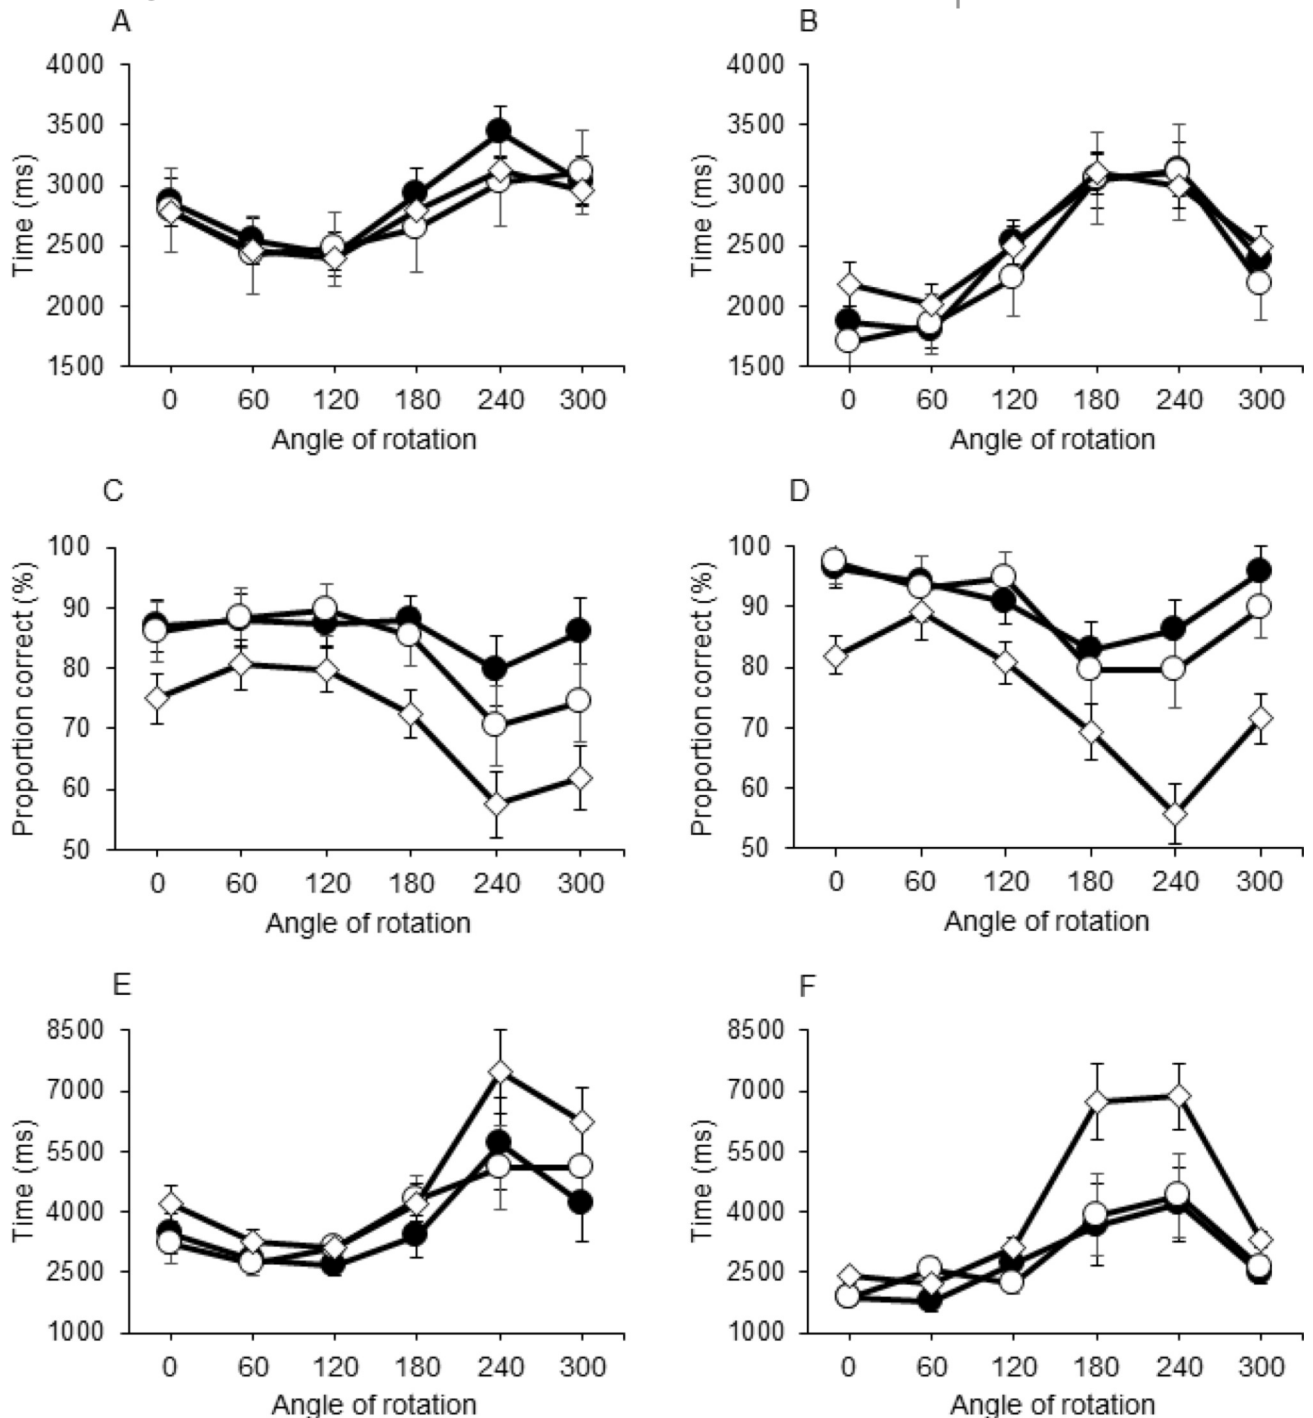 A
4000
3500
3000
2500
2000
1500
Time (ms)
0 60 120 180 240 300
Angle of rotation
B
4000
3500
3000
2500
2000
1500
Time (ms)
0 60 120 180 240 300
Angle of rotation
C
100
90
80
70
60
50
Proportion correct (%)
0 60 120 180 240 300
Angle of rotation
D
100
90
80
70
60
50
Proportion correct (%)
0 60 120 180 240 300
Angle of rotation
E
8500
7000
5500
4000
2500
1000
Time (ms)
0 60 120 180 240 300
Angle of rotation
F
8500
7000
5500
4000
2500
1000
Time (ms)
0 60 120 180 240 300
Angle of rotation